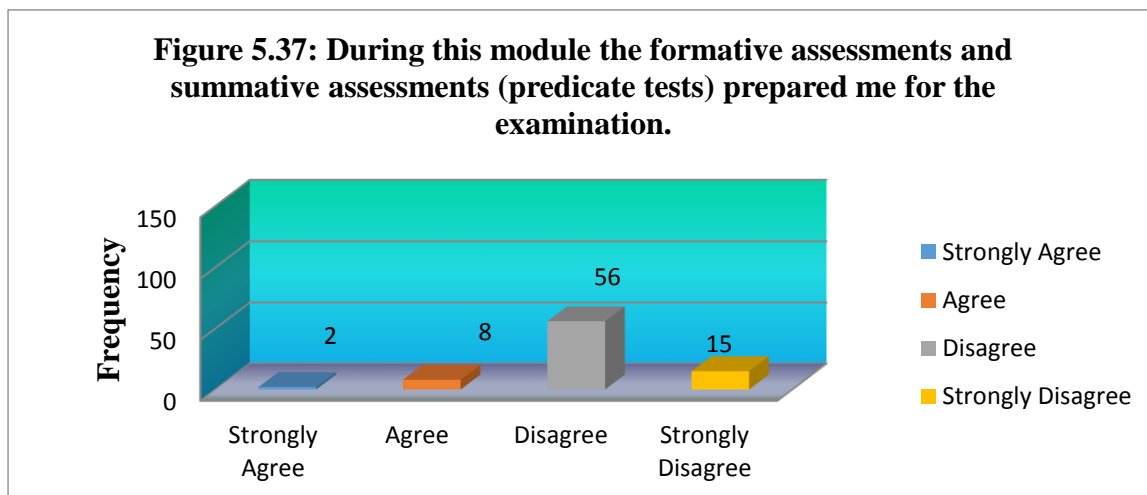 Figure 5.37: During this module the formative assessments and
summative assessments (predicate tests) prepared me for the
examination.
Frequency
150
100
50
0
2
8
56
15
Strongly
Agree
Agree
Disagree
Strongly
Disagree
Strongly Agree
Agree
Disagree
Strongly Disagree